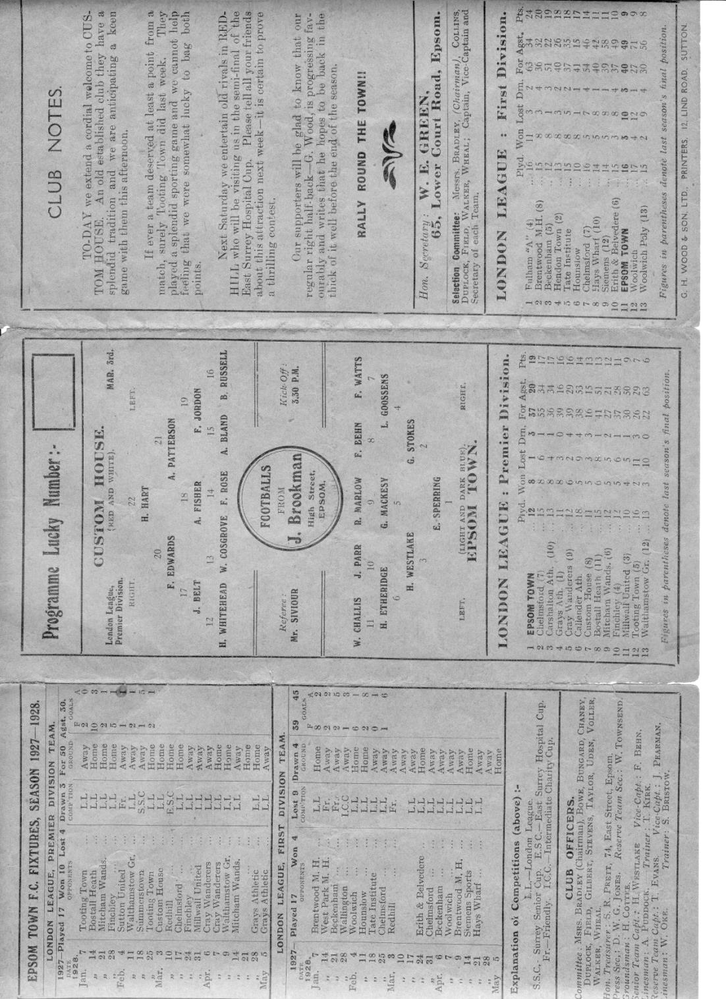 CLUB NOTES.
TO-DAY we extend a cordial welcome to CUS-
TOM HOUSE. An old established club they have a
splendid tradition and we are anticipating a keen
game with them this afternoon.
If ever a team deserved at least a point from a
match, surely Tooting Town did last week. They
played a splendid sporting game and we cannot help
feeling that we were somewhat lucky to bag both
points.
Next Saturday we entertain old rivals in RED-
HILL who will be visiting us in the semi-final of the
East Surrey Hospital Cup. Please tell all your friends
about this attraction next week—it is certain to prove
a thrilling contest.
Our supporters will be glad to know that our
regular right half-back—G. Wood, is progressing fav-
ourably and writes that he hopes to be back in the
thick of it well before the end of the season.
RALLY ROUND THE TOWN!!
Hon. Secretary: W. E. GREEN,
65, Lower Court Road, Epsom.
Selection Committee: Messrs. BRADLEY, (Chairman), COLLINS,
DUPLOCK, FIELD, WALKER, WHEAL; Captain, Vice-Captain and
Secretary of each Team.
LONDON LEAGUE : First Division.
Plyd. Won Lost Drn. For Agst. Pts.
1 Fulham "A" (4) ... 16 11 3 2 63 34 24
2 Brentwood M.H. (8) ... 15 8 3 4 36 32 20
3 Beckenham (5) ... 12 8 1 3 51 22 19
4 Hendon Town (2) ... 13 8 3 2 40 26 18
5 Tate Institute ... 15 8 5 2 37 35 18
6 Hounslow ... 10 8 1 1 41 15 17
7 Chelmsford (7) ... 16 5 7 4 54 46 14
8 Hays Wharf (10) ... 14 5 8 1 40 42 11
9 Siemens (12) ... 14 5 8 1 39 58 11
10 Erith & Belvedere (6) ... 15 3 8 4 37 49 10
11 EPSOM TOWN ... 16 3 10 3 40 49 9
12 Woolwich ... 17 4 12 1 27 71 9
13 Woolwich Poly (13) ... 15 2 9 4 30 56 8
Figures in parentheses denote last season's final position.
G. H. WOOD & SON, LTD., PRINTERS, 12, LIND ROAD, SUTTON.
Programme Lucky Number :-
CUSTOM HOUSE.
London League, Premier Division.
(RED AND WHITE).
MAR. 3rd.
RIGHT. LEFT.
22
H. HART
20 21
F. EDWARDS A. PATTERSON
17 18 19
J. BELT A. FISHER F. JORDON
12 13 14 15 16
H. WHITEHEAD W. COSGROVE F. ROSE A. BLAND B. RUSSELL
Referee:
Mr. SIVIOUR
FOOTBALLS
FROM
J. Brookman
High Street,
EPSOM.
Kick-Off:
3.30 P.M.
W. CHALLIS J. PARR R. MARLOW F. BEHN F. WATTS
11 10 9 8 7
H. ETHERIDGE G. MACKESY L. GOOSSENS
6 5 4
H. WESTLAKE G. STOKES
3 2
E. SPERRING
1
LEFT. (LIGHT AND DARK BLUE). RIGHT.
EPSOM TOWN.
LONDON LEAGUE : Premier Division.
Plyd. Won Lost Drn. For Agst. Pts.
1 EPSOM TOWN ... 12 8 1 3 37 20 19
2 Chelmsford (7) ... 15 8 6 1 55 34 17
3 Carshalton Ath. (10) ... 13 8 4 1 36 34 17
4 Grays Ath. (1) ... 11 8 3 0 39 16 16
5 Cray Wanderers (9) ... 12 6 2 4 39 29 16
6 Callender Ath. ... 18 5 9 4 38 53 14
7 Custom House (8) ... 11 5 3 3 16 15 13
8 Bostall Heath (11) ... 15 6 8 1 41 51 13
9 Mitcham Wands. (6) ... 12 5 5 2 27 21 12
10 Finchley (4) ... 12 5 6 1 37 28 11
11 Millwall United (3) ... 10 4 5 1 30 30 9
12 Tooting Town (5) ... 16 2 11 3 26 29 7
13 Walthamstow Gr. (12) ... 13 3 10 0 22 63 6
Figures in parentheses denote last season's final position.
EPSOM TOWN F.C. FIXTURES, SEASON 1927—1928.
LONDON LEAGUE, PREMIER DIVISION TEAM.
1927—Played 17 Won 10 Lost 4 Drawn 3 For 50 Agst. 30.
DATE OPPONENTS COMP'TION GROUND GOALS
1928. F A
Jan. 7 Tooting Town ... L.L Away 2 0
,, 14 Bostall Heath ... L.L Home 10 3
,, 21 Mitcham Wands. ... L.L Home 2 1
,, 28 Finchley ... L.L Home 5 1
Feb. 4 Sutton United ... Fr. Away 1 1
,, 11 Walthamstow Gr. ... L.L Away 2 1
,, 18 Summerstown ... S.S.C Away 1 5
,, 25 Tooting Town ... L.L Home 2 1
Mar. 3 Custom House ... L.L Home
,, 10 Redhill ... E.S.C Home
,, 17 Chelmsford ... L.L Home
,, 24 Finchley ... L.L Away
,, 31 Millwall United ... L.L Away
Apr. 6 Cray Wanderers ... L.L Away
,, 7 Cray Wanderers ... L.L Home
,, 9 Walthamstow Gr. ... L.L Home
,, 14 Mitcham Wands. ... L.L Away
,, 21 Home
,, 28 Grays Athletic ... L.L Home
May 5 Grays Athletic ... L.L Away
LONDON LEAGUE, FIRST DIVISION TEAM.
1927— Played 17 Won 4 Lost 9 Drawn 4 39 45
DATE OPPONENTS COMP'TION GROUND GOALS
1928. F A
Jan. 7 Brentwood M. H. ... L.L Home 8 2
,, 14 West Park M. H. ... Fr. Away 2 2
,, 21 Beckenham ... Fr. Away 2 5
,, 28 Wallington ... I.C.C Away 1 3
Feb. 4 Woolwich ... L.L Home 6 1
,, 11 Hounslow ... L.L Home 2 8
,, 18 Tate Institute ... L.L Away 0 1
,, 25 Chelmsford ... L.L Away 1 6
Mar. 3 Redhill ... Fr. Away
,, 10 Away
,, 17 L.L Away
,, 24 Erith & Belvedere L.L Home
,, 31 Chelmsford ... L.L Away
Apr. 6 Beckenham ... L.L Home
,, 7 Woolwich ... L.L Away
,, 9 Brentwood M. H. L.L Away
,, 14 Siemens Sports ... L.L Home
,, 21 Hays Wharf ... L.L Away
,, 28 Away
May 5 Home
Explanation of Competitions (above) :-
L.L.—London League.
S.S.C.- Surrey Senior Cup. E.S C.—East Surrey Hospital Cup.
Fr.—Friendly. I.C.C.—Intermediate Charity Cup.
CLUB OFFICERS.
Committee: MSRS. BRADLEY (Chairman), BOWE, BUNGARD, CHANEY,
DUPLOCK, FIELD, GILBERT, STEVENS, TAYLOR, UDEN, VOLLER,
WALKER, WHEAL.
Hon. Treasurer: S. R. PRETT, 74, East Street, Epsom.
Press Sec.: D. W. G. JONES. Reserve Team Sec.: W. TOWNSEND.
Groundsman: H. COTTE.
Senior Team Capt.: H. WESTLAKE Vice-Capt.: F. BEHN.
Linesman: A. PUDDOCK. Trainer: T. KIRK.
Reserve Team Capt.: T. EVANS. Vice-Capt.: J. PEARMAN.
Linesman: W. OKE. Trainer: S. BRISTOW.